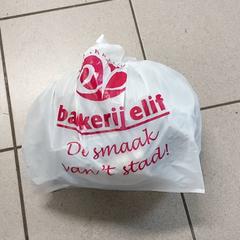 bakkerij elif
De smaak
van't stad!